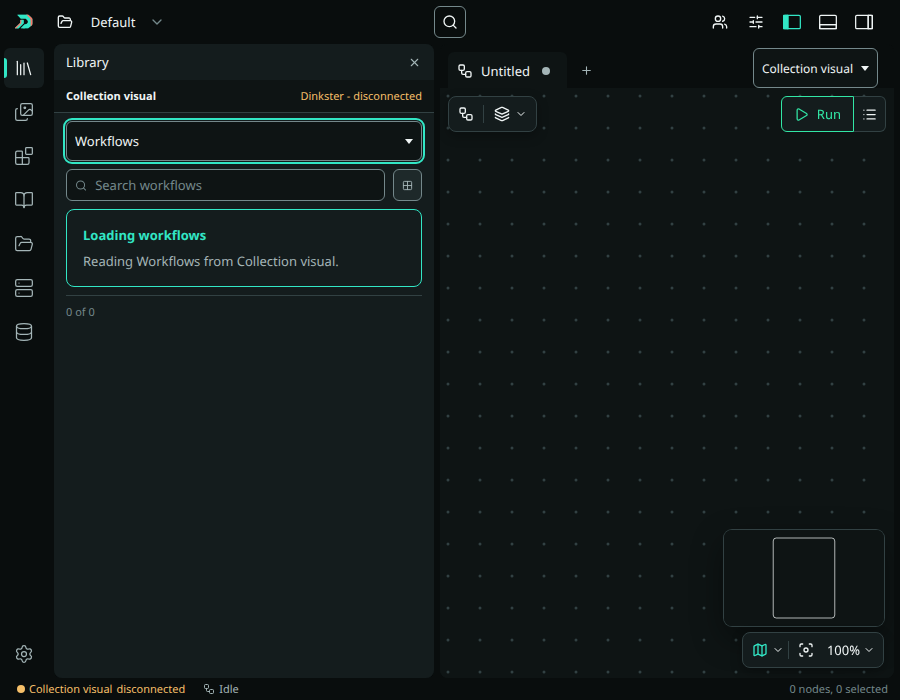 Default
Library
Collection visual
Dinkster - disconnected
Workflows
Search workflows
Loading workflows
Reading Workflows from Collection visual.
0 of 0
Untitled
Collection visual
Run
100%
Collection visual disconnected
Idle
0 nodes, 0 selected